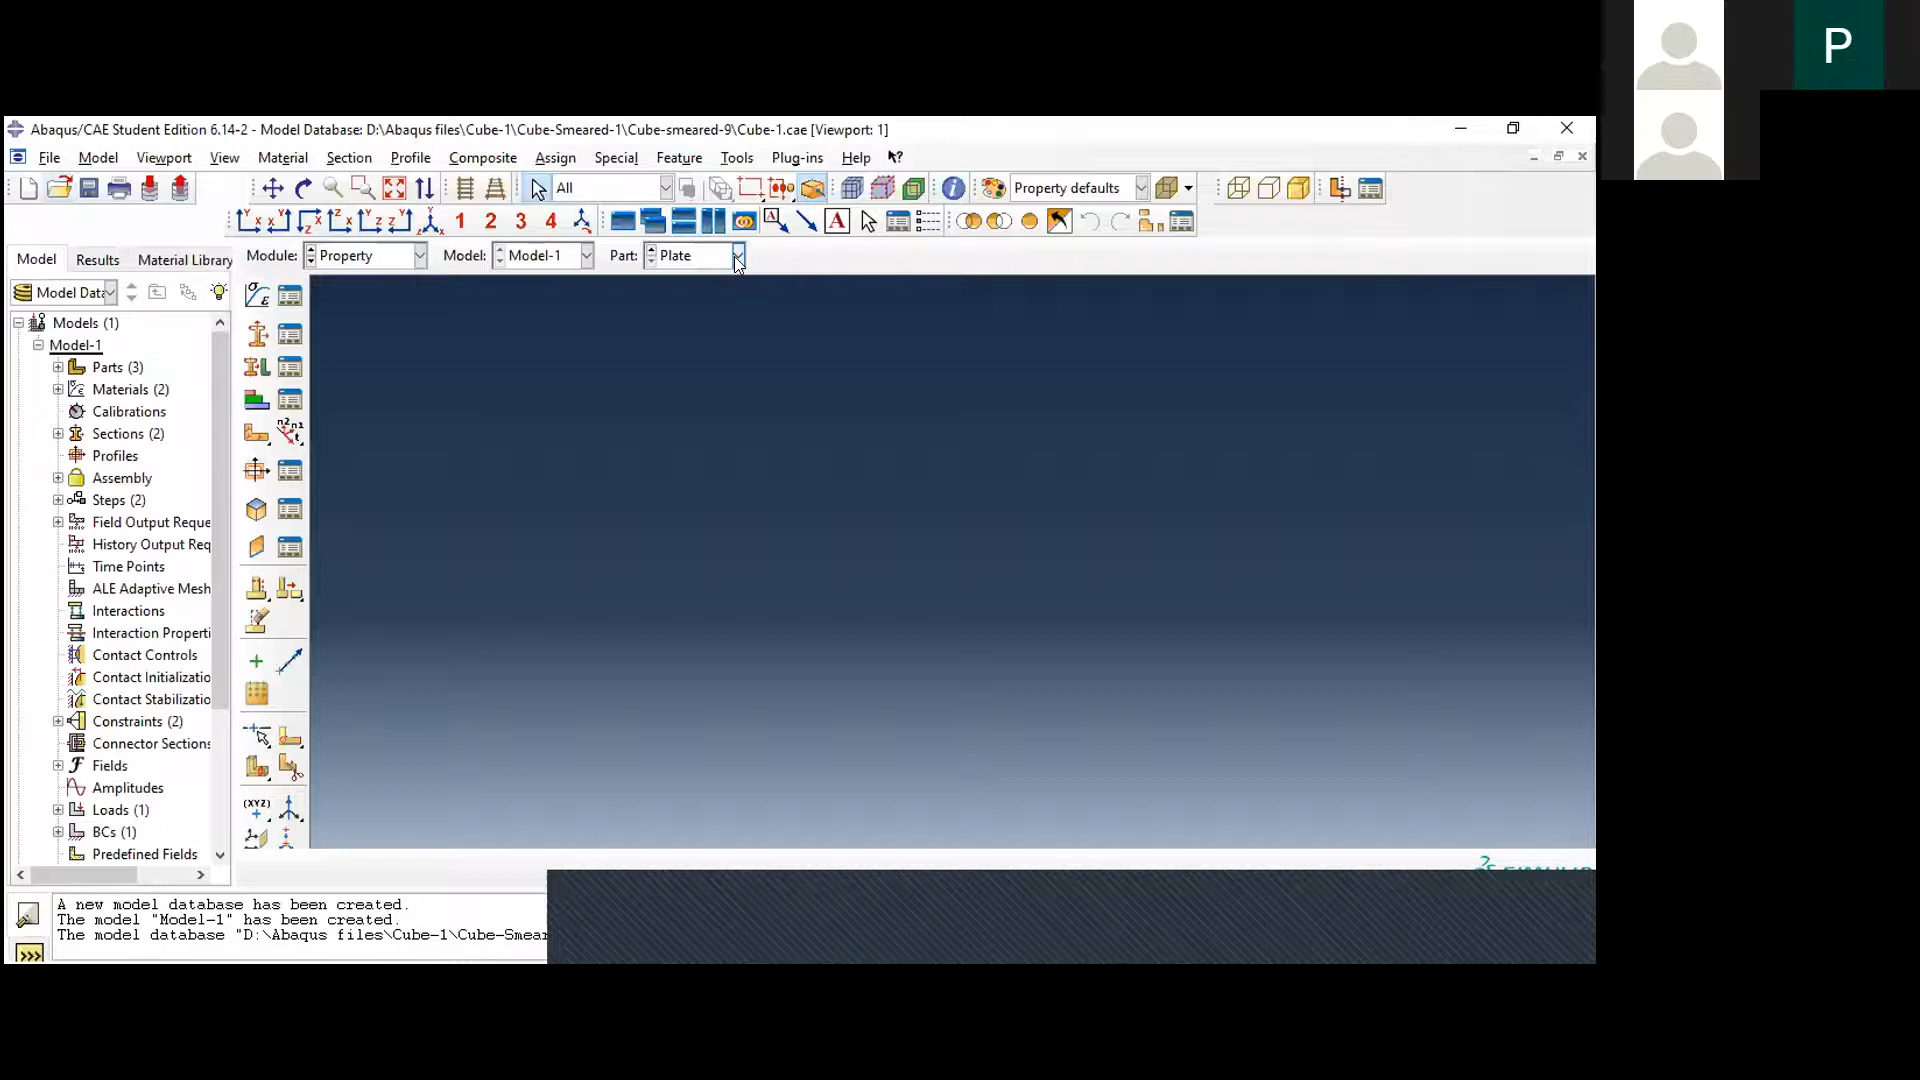 P
Abaqus/CAE Student Edition 6.14-2 - Model Database: D:\Abaqus files\Cube-1\Cube-Smeared-1\Cube-smeared-9\Cube-1.cae [Viewport: 1]
File Model Viewport View Material Section Profile Composite Assign Special Feature Tools Plug-ins Help
All
Property defaults
1 2 3 4
A
Model Results Material Library
Module: Property Model: Model-1 Part: Plate
Model Data
Models (1)
Model-1
Parts (3)
Materials (2)
Calibrations
Sections (2)
Profiles
Assembly
Steps (2)
Field Output Reque
History Output Req
Time Points
ALE Adaptive Mesh
Interactions
Interaction Properti
Contact Controls
Contact Initializatio
Contact Stabilizatio
Constraints (2)
Connector Sections
Fields
Amplitudes
Loads (1)
BCs (1)
Predefined Fields
(XYZ)
A new model database has been created.
The model "Model-1" has been created.
The model database "D:\Abaqus files\Cube-1\Cube-Smear
>>>